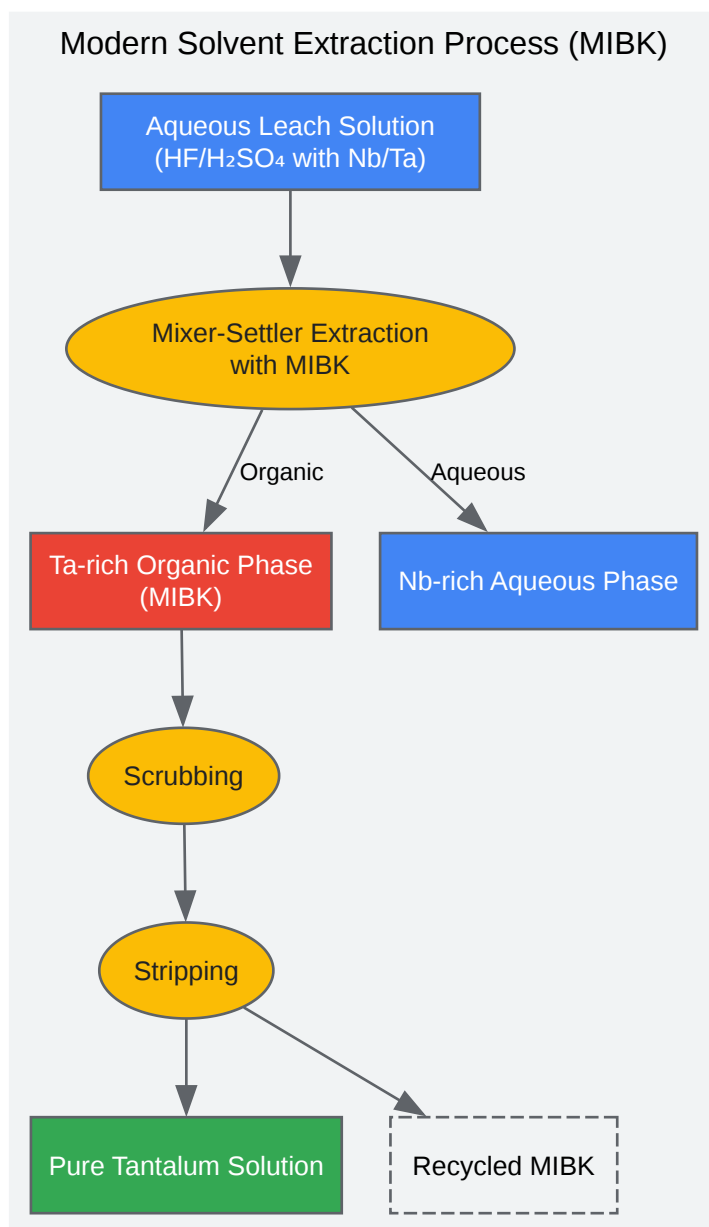 Modern Solvent Extraction Process (MIBK)
Aqueous Leach Solution
(HF/H₂SO₄ with Nb/Ta)
Mixer-Settler Extraction
with MIBK
Organic
Aqueous
Ta-rich Organic Phase
(MIBK)
Nb-rich Aqueous Phase
Scrubbing
Stripping
Pure Tantalum Solution
Recycled MIBK